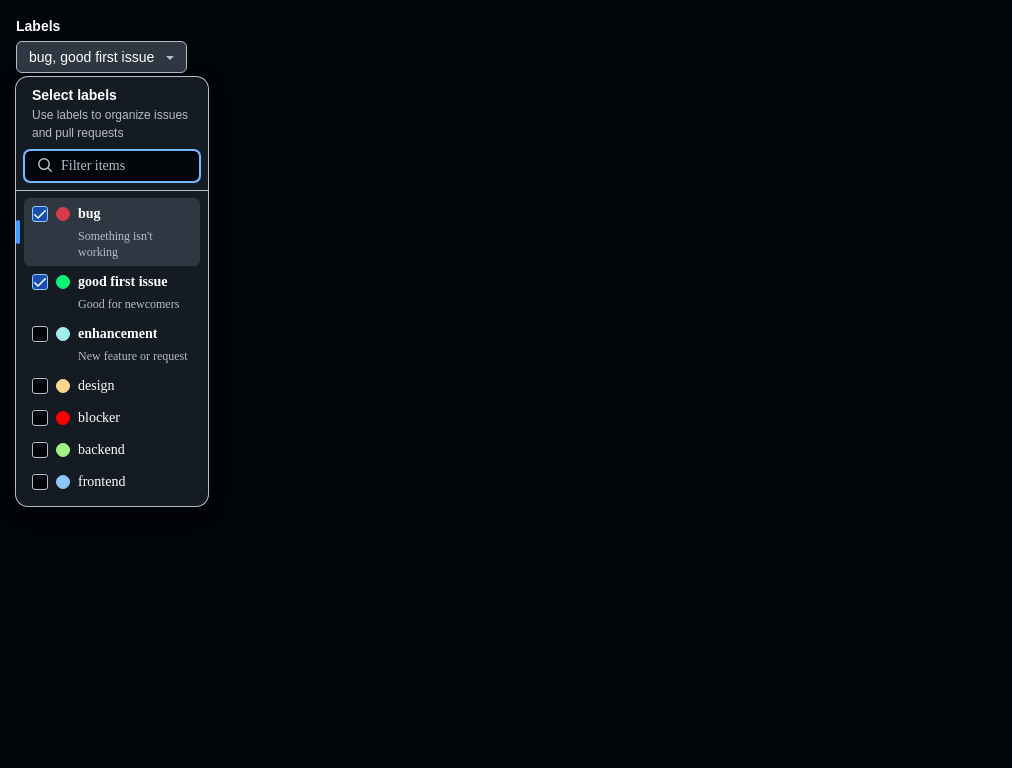 Labels
bug, good first issue
Select labels
Use labels to organize issues
and pull requests
Filter items
bug
Something isn't
working
good first issue
Good for newcomers
enhancement
New feature or request
design
blocker
backend
frontend